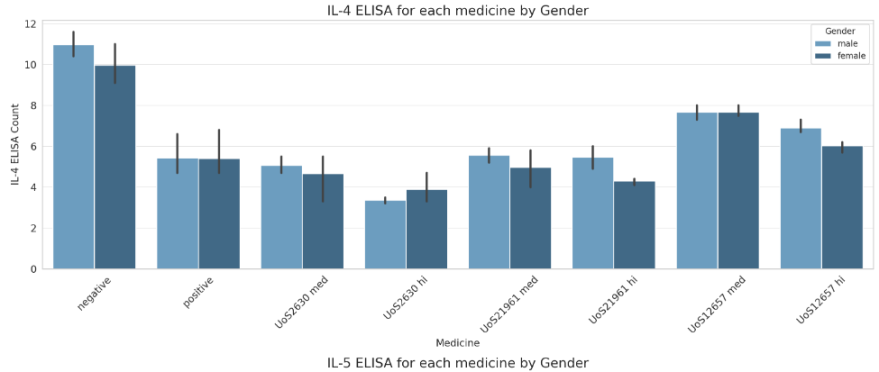 IL-4 ELISA for each medicine by Gender
12
10
8
6
4
2
0
IL-4 ELISA Count
Gender
male
female
negative
positive
UoS2630 med
UoS2630 hi
UoS21961 med
UoS21961 hi
UoS12657 med
UoS12657 hi
Medicine
IL-5 ELISA for each medicine by Gender